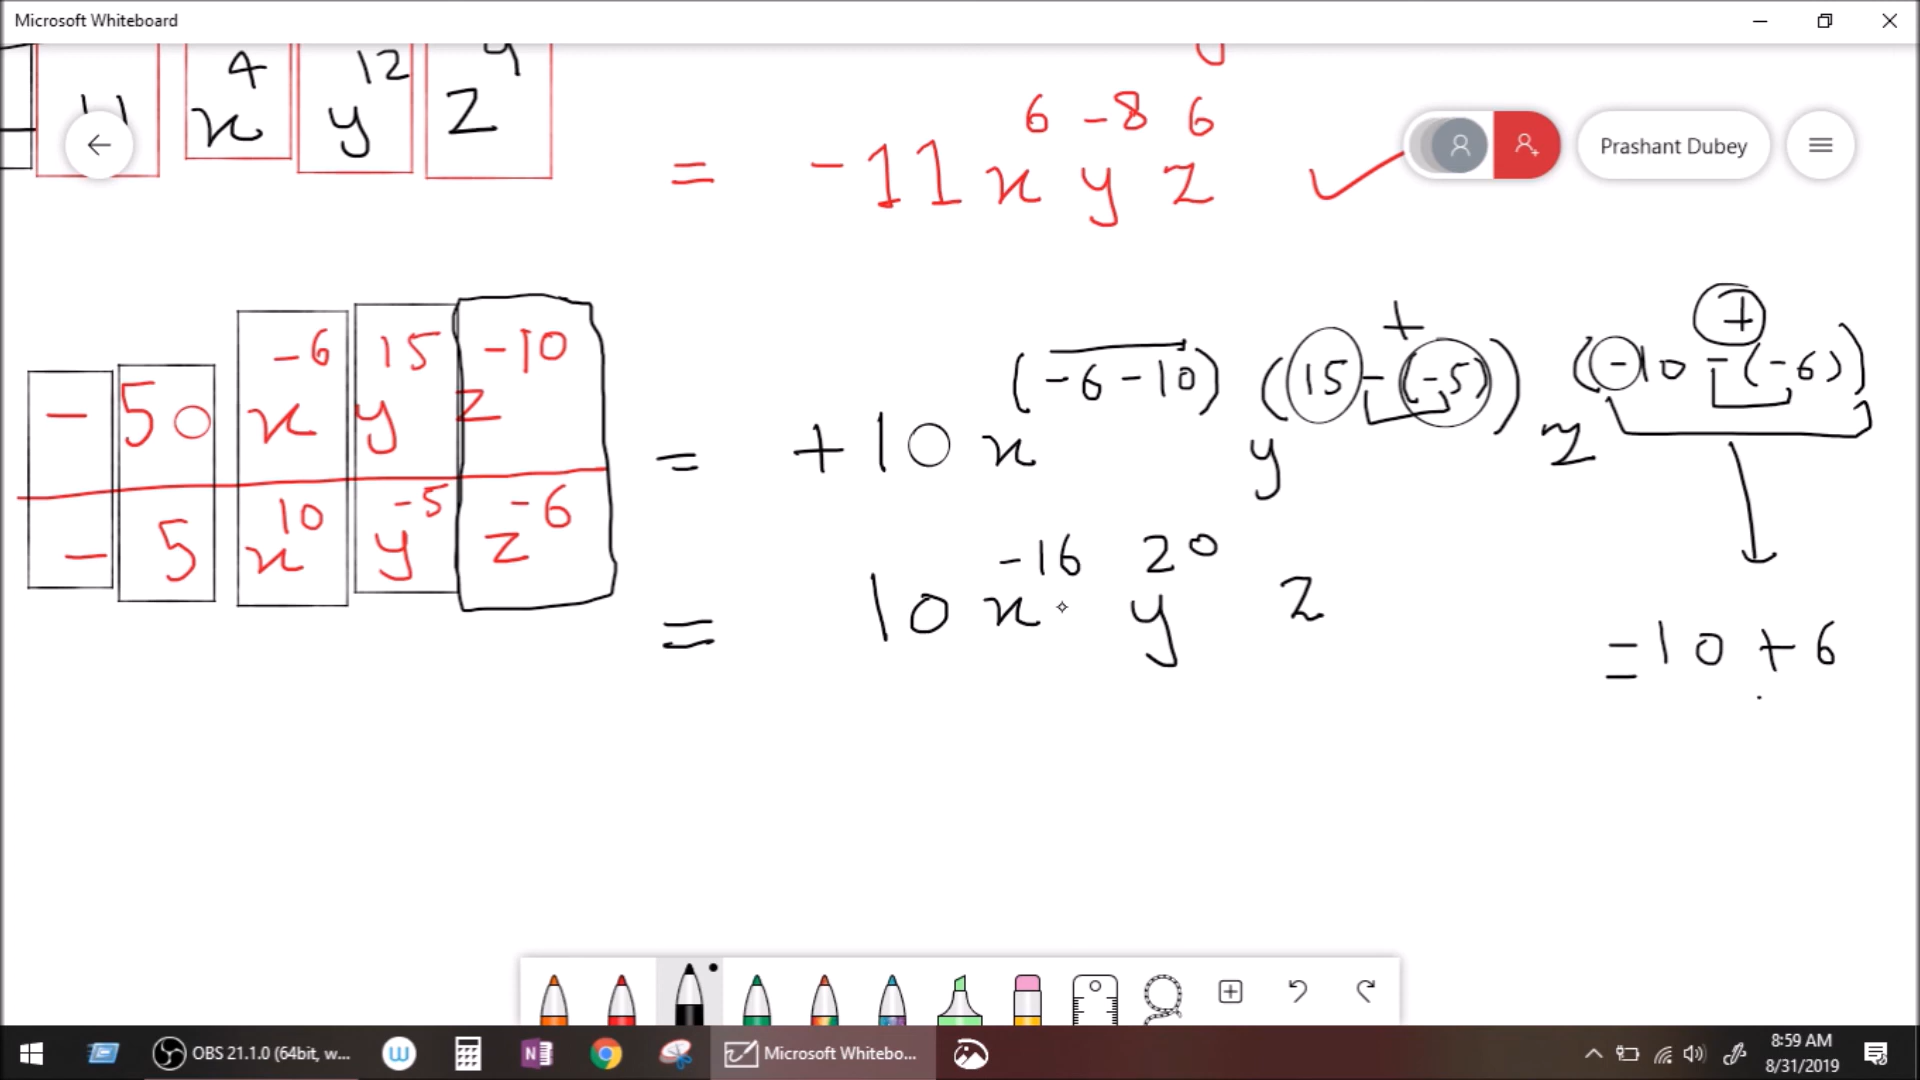 Microsoft Whiteboard
x^4 y^12 z
= -11 x^6 y^-8 z^6
Prashant Dubey
-50 x^-6 y^15 z^-10 / -5 x^10 y^-5 z^-6 = +10 x^(-6-10) y^(15-(-5)) z^(-10-(-6))
+ +
= 10 x^-16 y^20 z
-10+6
OBS 21.1.0 (64bit, w...
Microsoft Whitebo...
8:59 AM
8/31/2019